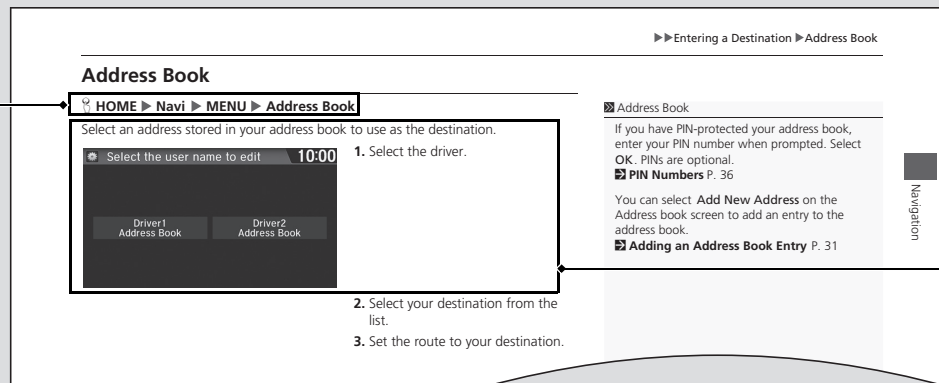 ▶▶Entering a Destination▶Address Book
Address Book
HOME ▶ Navi ▶ MENU ▶ Address Book
Select an address stored in your address book to use as the destination.
Select the user name to edit 10:00
Driver1
Address Book
Driver2
Address Book
1. Select the driver.
2. Select your destination from the
list.
3. Set the route to your destination.
Address Book
If you have PIN-protected your address book,
enter your PIN number when prompted. Select
OK. PINs are optional.
PIN Numbers P. 36
You can select Add New Address on the
Address book screen to add an entry to the
address book.
Adding an Address Book Entry P. 31
Navigation